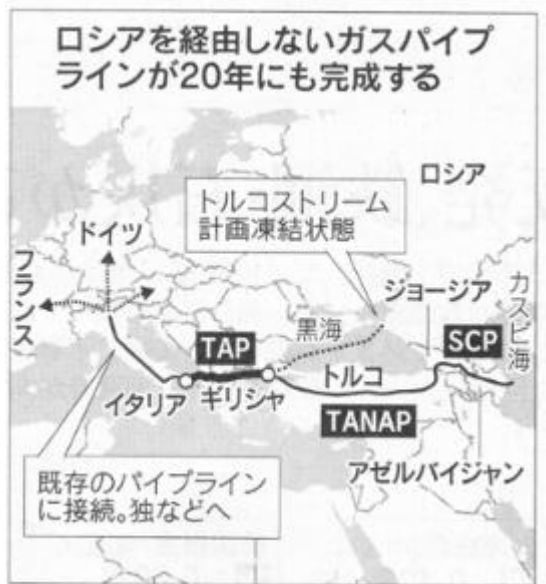 ロシアを経由しないガスパイプ
ラインが20年にも完成する
ロシア
トルコストリーム
計画凍結状態
ドイツ
フランス
ジョージア
カスピ海
黒海
SCP
TAP
トルコ
イタリア
ギリシャ
TANAP
アゼルバイジャン
既存のパイプライン
に接続。独などへ